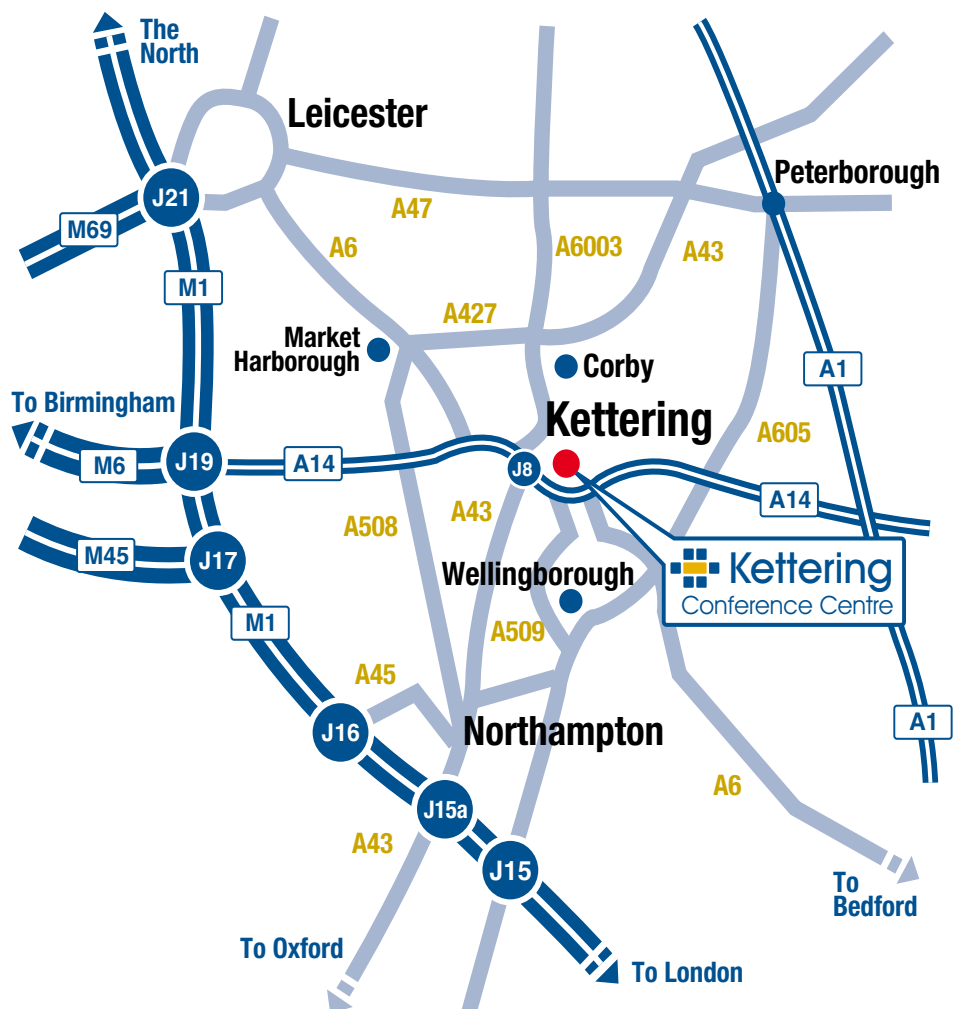 The
North
Leicester
Peterborough
J21
M69
A47
A6
A6003
A43
M1
A427
Market
Harborough
Corby
A1
To Birmingham
Kettering
A605
M6
J19
A14
J8
A14
A508
A43
M45
J17
Wellingborough
Kettering
Conference Centre
M1
A509
A45
J16
Northampton
A1
A6
J15a
A43
J15
To
Bedford
To Oxford
To London